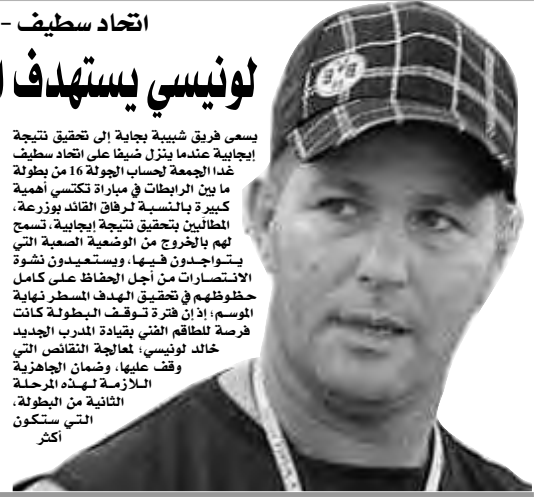 اتحاد سطيف -
لونيسي يستهدف
يسعى فريق شبيبة بجاية إلى تحقيق نتيجة
إيجابية عندما ينزل ضيفا على اتحاد سطيف
غدا الجمعة لحساب الجولة 16 من بطولة
ما بين الرابطات في مباراة تكتسي أهمية
كبيرة بالنسبة لرفاق القائد بوزرعة،
المطالبين بتحقيق نتيجة إيجابية، تسمح
لهم بالخروج من الوضعية الصعبة التي
يتواجدون فيها، ويستعيدون نشوة
الانتصارات من أجل الحفاظ على كامل
حظوظهم في تحقيق الهدف المسطر نهاية
الموسم؛ إذ إن فترة توقف البطولة كانت
فرصة للطاقم الفني بقيادة المدرب الجديد
خالد لونيسي؛ لمعالجة النقائص التي
وقف عليها، وضمان الجاهزية
اللازمة لهذه المرحلة
الثانية من البطولة،
التي ستكون
أكثر